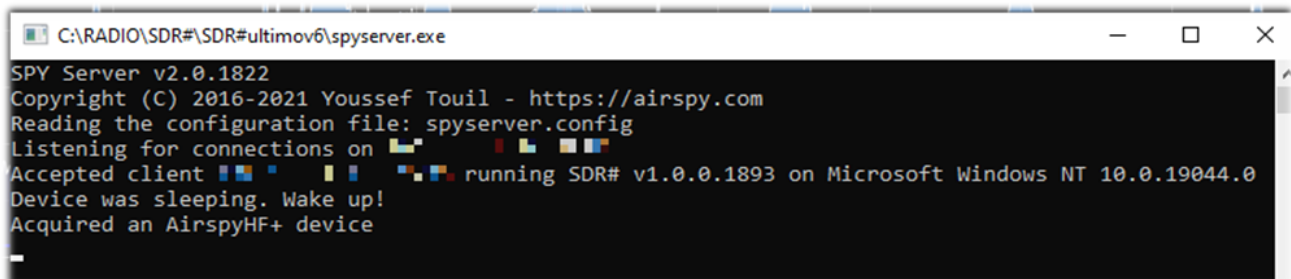 C:\RADIO\SDR#\SDR#ultimov6\spyserver.exe
SPY Server v2.0.1822
Copyright (C) 2016-2021 Youssef Touil - https://airspy.com
Reading the configuration file: spyserver.config
Listening for connections on
Accepted client running SDR# v1.0.0.1893 on Microsoft Windows NT 10.0.19044.0
Device was sleeping. Wake up!
Acquired an AirspyHF+ device